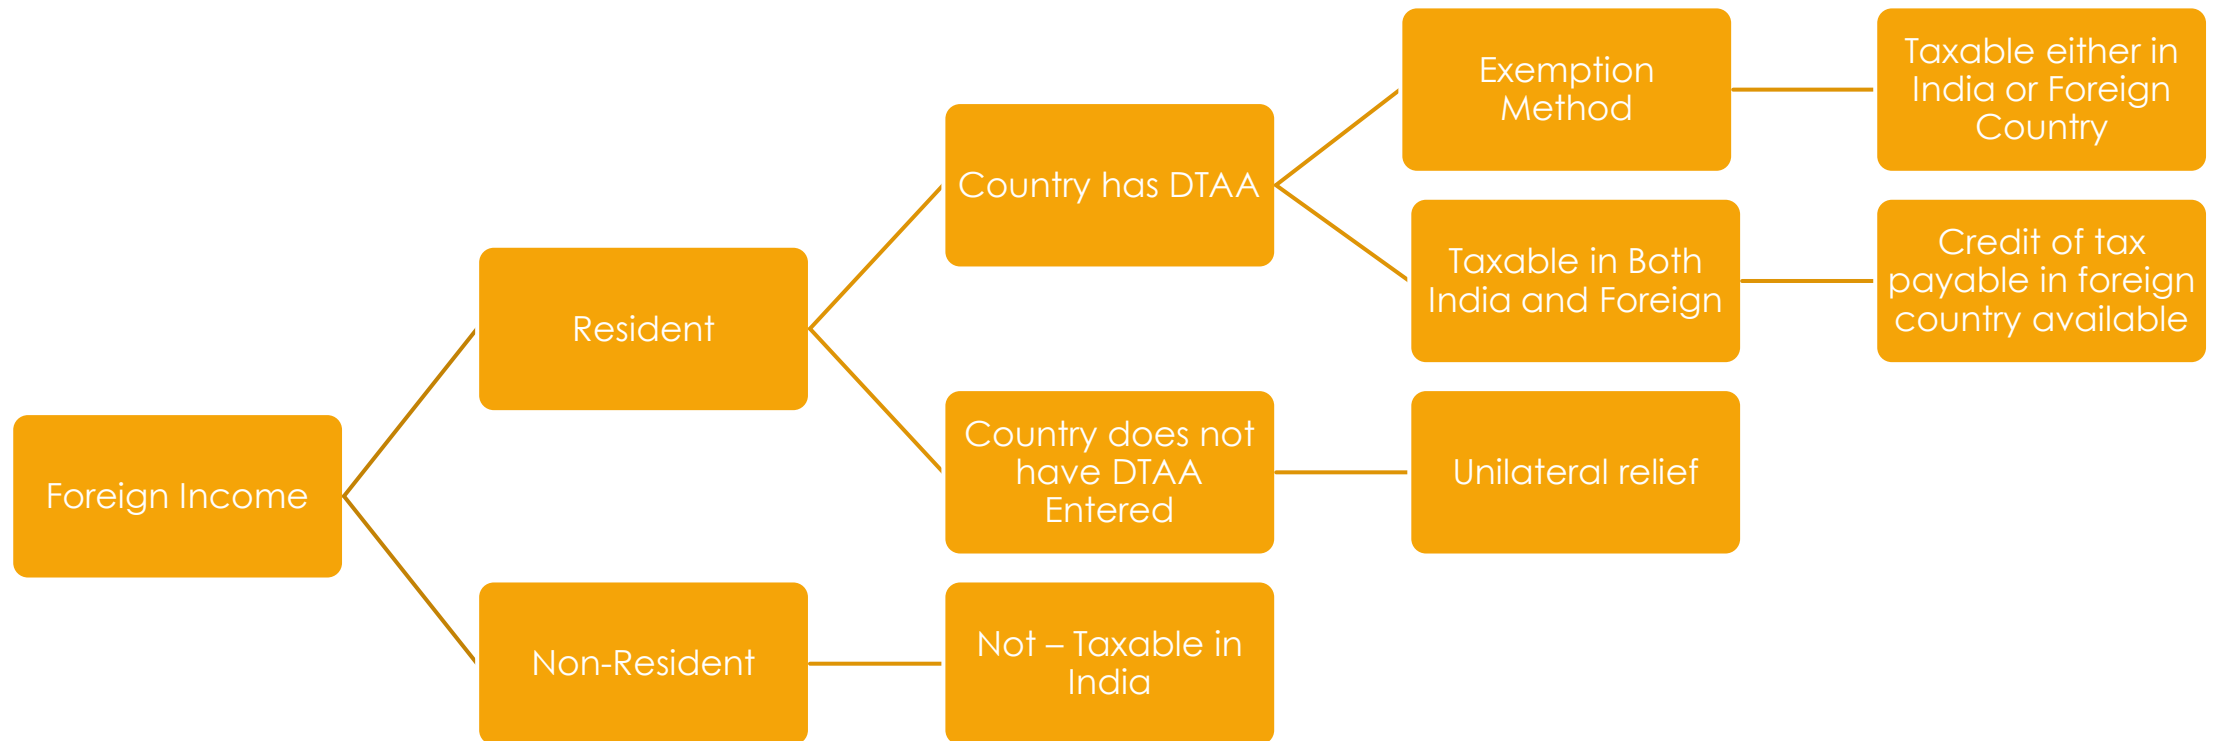 Foreign Income
Resident
Non-Resident
Country has DTAA
Country does not
have DTAA
Entered
Not – Taxable in
India
Exemption
Method
Taxable in Both
India and Foreign
Unilateral relief
Taxable either in
India or Foreign
Country
Credit of tax
payable in foreign
country available